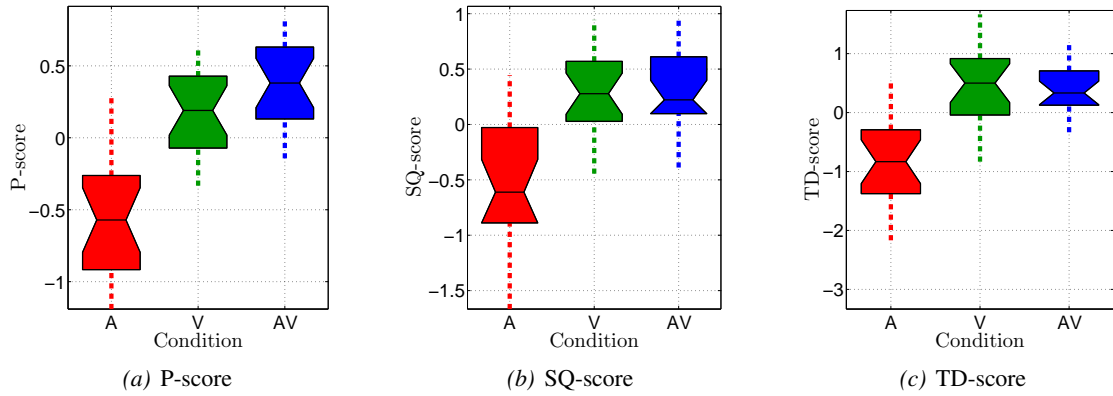 P-score
0.5
0
−0.5
−1
A V AV
Condition
(a) P-score
SQ-score
1
0.5
0
−0.5
−1
−1.5
A V AV
Condition
(b) SQ-score
TD-score
1
0
−1
−2
−3
A V AV
Condition
(c) TD-score